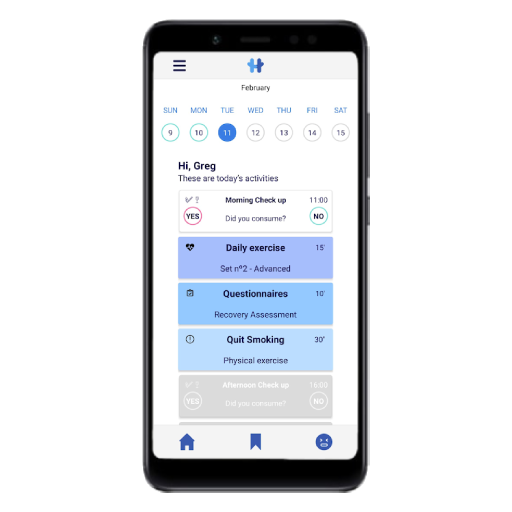 February
SUN MON TUE WED THU FRI SAT
9 10 11 12 13 14 15
Hi, Greg
These are today's activities
Morning Check up 11:00
YES Did you consume? NO
Daily exercise 15'
Set nº2 - Advanced
Questionnaires 10'
Recovery Assessment
Quit Smoking 30'
Physical exercise
Afternoon Check up 16:00
YES Did you consume? NO